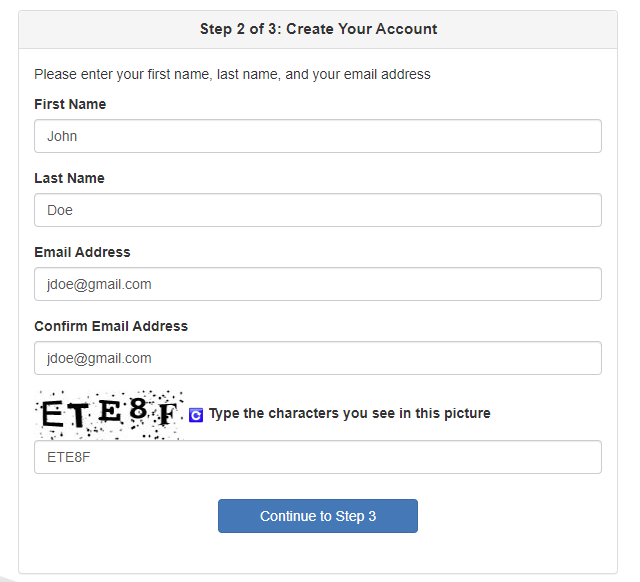 Step 2 of 3: Create Your Account
Please enter your first name, last name, and your email address
First Name
John
Last Name
Doe
Email Address
jdoe@gmail.com
Confirm Email Address
jdoe@gmail.com
ETE8F C Type the characters you see in this picture
ETE8F
Continue to Step 3